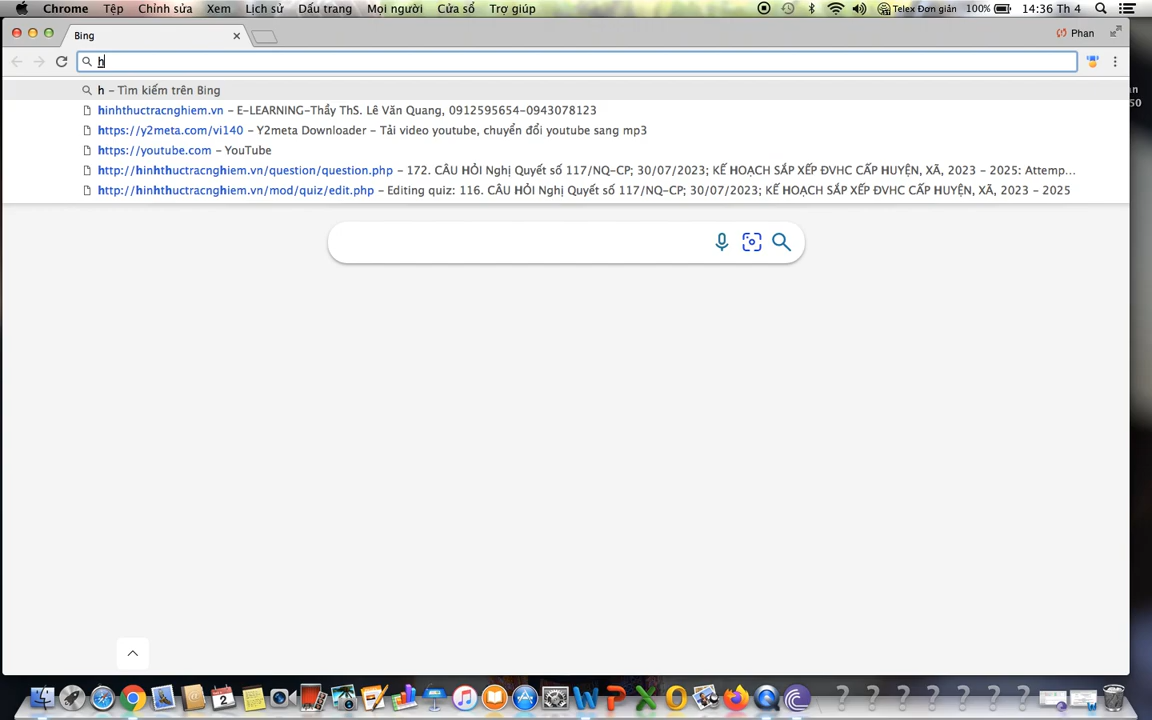 Chrome Tệp Chỉnh sửa Xem Lịch sử Dấu trang Mọi người Cửa sổ Trợ giúp Telex Đơn giản 100% 14:36 Th 4
Bing Phan
h
h – Tìm kiếm trên Bing
hinhthuctracnghiem.vn – E-LEARNING-Thầy ThS. Lê Văn Quang, 0912595654-0943078123
https://y2meta.com/vi140 – Y2meta Downloader – Tải video youtube, chuyển đổi youtube sang mp3
https://youtube.com – YouTube
http://hinhthuctracnghiem.vn/question/question.php – 172. CÂU HỎI Nghị Quyết số 117/NQ-CP; 30/07/2023; KẾ HOẠCH SẮP XẾP ĐVHC CẤP HUYỆN, XÃ, 2023 – 2025: Attemp...
http://hinhthuctracnghiem.vn/mod/quiz/edit.php – Editing quiz: 116. CÂU HỎI Nghị Quyết số 117/NQ-CP; 30/07/2023; KẾ HOẠCH SẮP XẾP ĐVHC CẤP HUYỆN, XÃ, 2023 – 2025
2